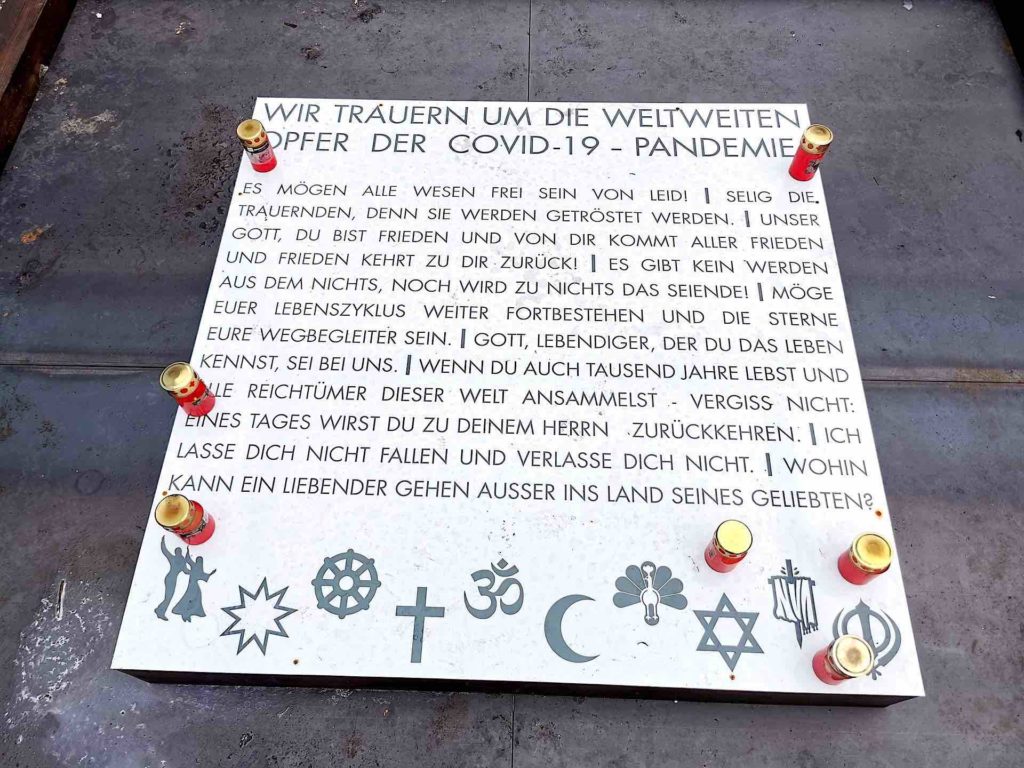 WIR TRAUERN UM DIE WELTWEITEN
OPFER DER COVID-19 - PANDEMIE
ES MÖGEN ALLE WESEN FREI SEIN VON LEID! | SELIG DIE
TRAUERNDEN, DENN SIE WERDEN GETRÖSTET WERDEN. | UNSER
GOTT, DU BIST FRIEDEN UND VON DIR KOMMT ALLER FRIEDEN
UND FRIEDEN KEHRT ZU DIR ZURÜCK! | ES GIBT KEIN WERDEN
AUS DEM NICHTS, NOCH WIRD ZU NICHTS DAS SEIENDE! | MÖGE
EUER LEBENSZYKLUS WEITER FORTBESTEHEN UND DIE STERNE
EURE WEGBEGLEITER SEIN. | GOTT, LEBENDIGER, DER DU DAS LEBEN
KENNST, SEI BEI UNS. | WENN DU AUCH TAUSEND JAHRE LEBST UND
ALLE REICHTÜMER DIESER WELT ANSAMMELST - VERGISS NICHT:
EINES TAGES WIRST DU ZU DEINEM HERRN ZURÜCKKEHREN. | ICH
LASSE DICH NICHT FALLEN UND VERLASSE DICH NICHT. | WOHIN
KANN EIN LIEBENDER GEHEN AUSSER INS LAND SEINES GELIEBTEN?